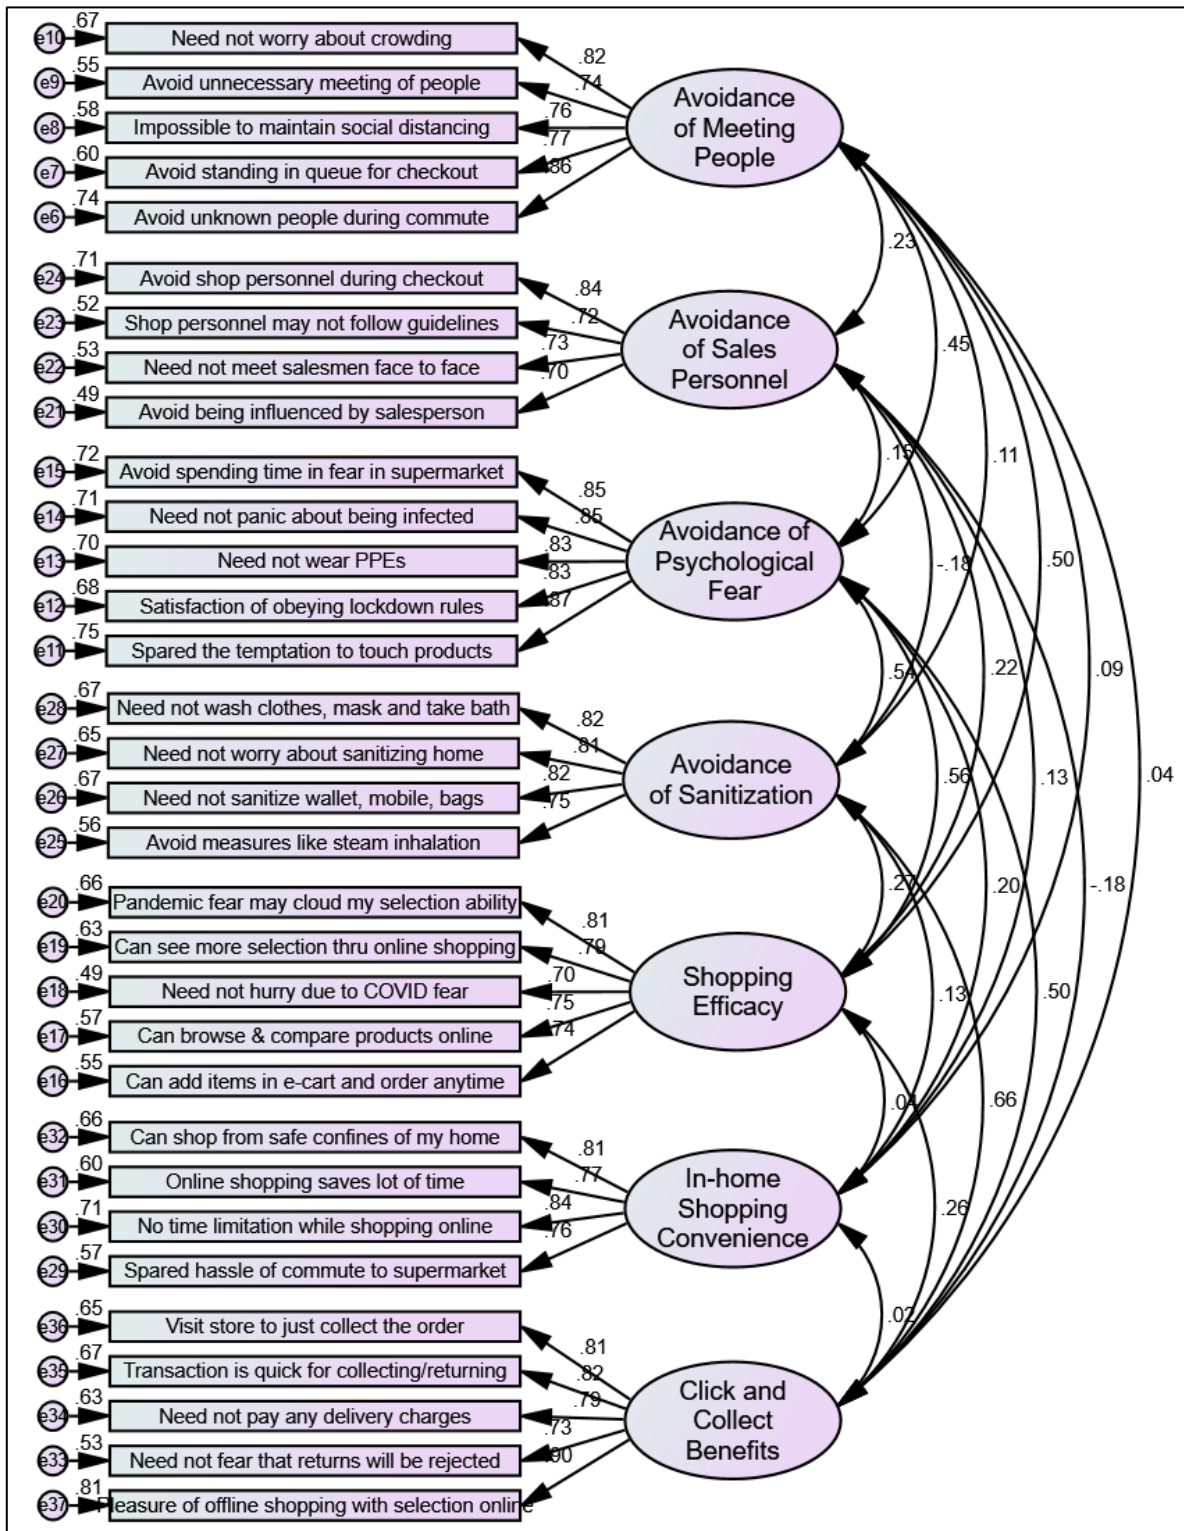 .67
e10
Need not worry about crowding
.82
.55
e9
Avoid unnecessary meeting of people
.74
.58
e8
Impossible to maintain social distancing
.76
.60
e7
Avoid standing in queue for checkout
.77
.74
e6
Avoid unknown people during commute
.86
Avoidance
of Meeting
People
.71
e24
Avoid shop personnel during checkout
.84
.52
e23
Shop personnel may not follow guidelines
.72
.53
e22
Need not meet salesmen face to face
.73
.49
e21
Avoid being influenced by salesperson
.70
Avoidance
of Sales
Personnel
.72
e15
Avoid spending time in fear in supermarket
.85
.71
e14
Need not panic about being infected
.85
.70
e13
Need not wear PPEs
.83
.68
e12
Satisfaction of obeying lockdown rules
.83
.75
e11
Spared the temptation to touch products
.87
Avoidance of
Psychological
Fear
.67
e28
Need not wash clothes, mask and take bath
.82
.65
e27
Need not worry about sanitizing home
.81
.67
e26
Need not sanitize wallet, mobile, bags
.82
.56
e25
Avoid measures like steam inhalation
.75
Avoidance
of Sanitization
.66
e20
Pandemic fear may cloud my selection ability
.81
.63
e19
Can see more selection thru online shopping
.79
.49
e18
Need not hurry due to COVID fear
.70
.57
e17
Can browse & compare products online
.75
.55
e16
Can add items in e-cart and order anytime
.74
Shopping
Efficacy
.66
e32
Can shop from safe confines of my home
.81
.60
e31
Online shopping saves lot of time
.77
.71
e30
No time limitation while shopping online
.84
.57
e29
Spared hassle of commute to supermarket
.76
In-home
Shopping
Convenience
.65
e36
Visit store to just collect the order
.81
.67
e35
Transaction is quick for collecting/returning
.82
.63
e34
Need not pay any delivery charges
.79
.53
e33
Need not fear that returns will be rejected
.73
.81
e37
Pleasure of offline shopping with selection online
.90
Click and
Collect
Benefits
.23
.45
.15
.11
-.18
.50
.54
.22
.09
.56
.13
.04
.27
.20
-.18
.13
.50
.04
.66
.26
.02